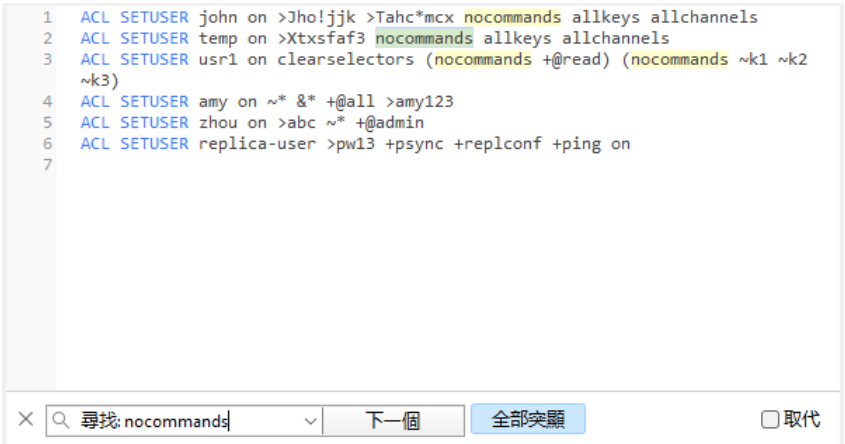 1 ACL SETUSER john on >Jho!jjk >Tahc*mcx nocommands allkeys allchannels
2 ACL SETUSER temp on >Xtxsfaf3 nocommands allkeys allchannels
3 ACL SETUSER usr1 on clearselectors (nocommands +@read) (nocommands ~k1 ~k2
~k3)
4 ACL SETUSER amy on ~* &* +@all >amy123
5 ACL SETUSER zhou on >abc ~* +@admin
6 ACL SETUSER replica-user >pw13 +psync +replconf +ping on
7
尋找: nocommands 下一個 全部突顯 取代